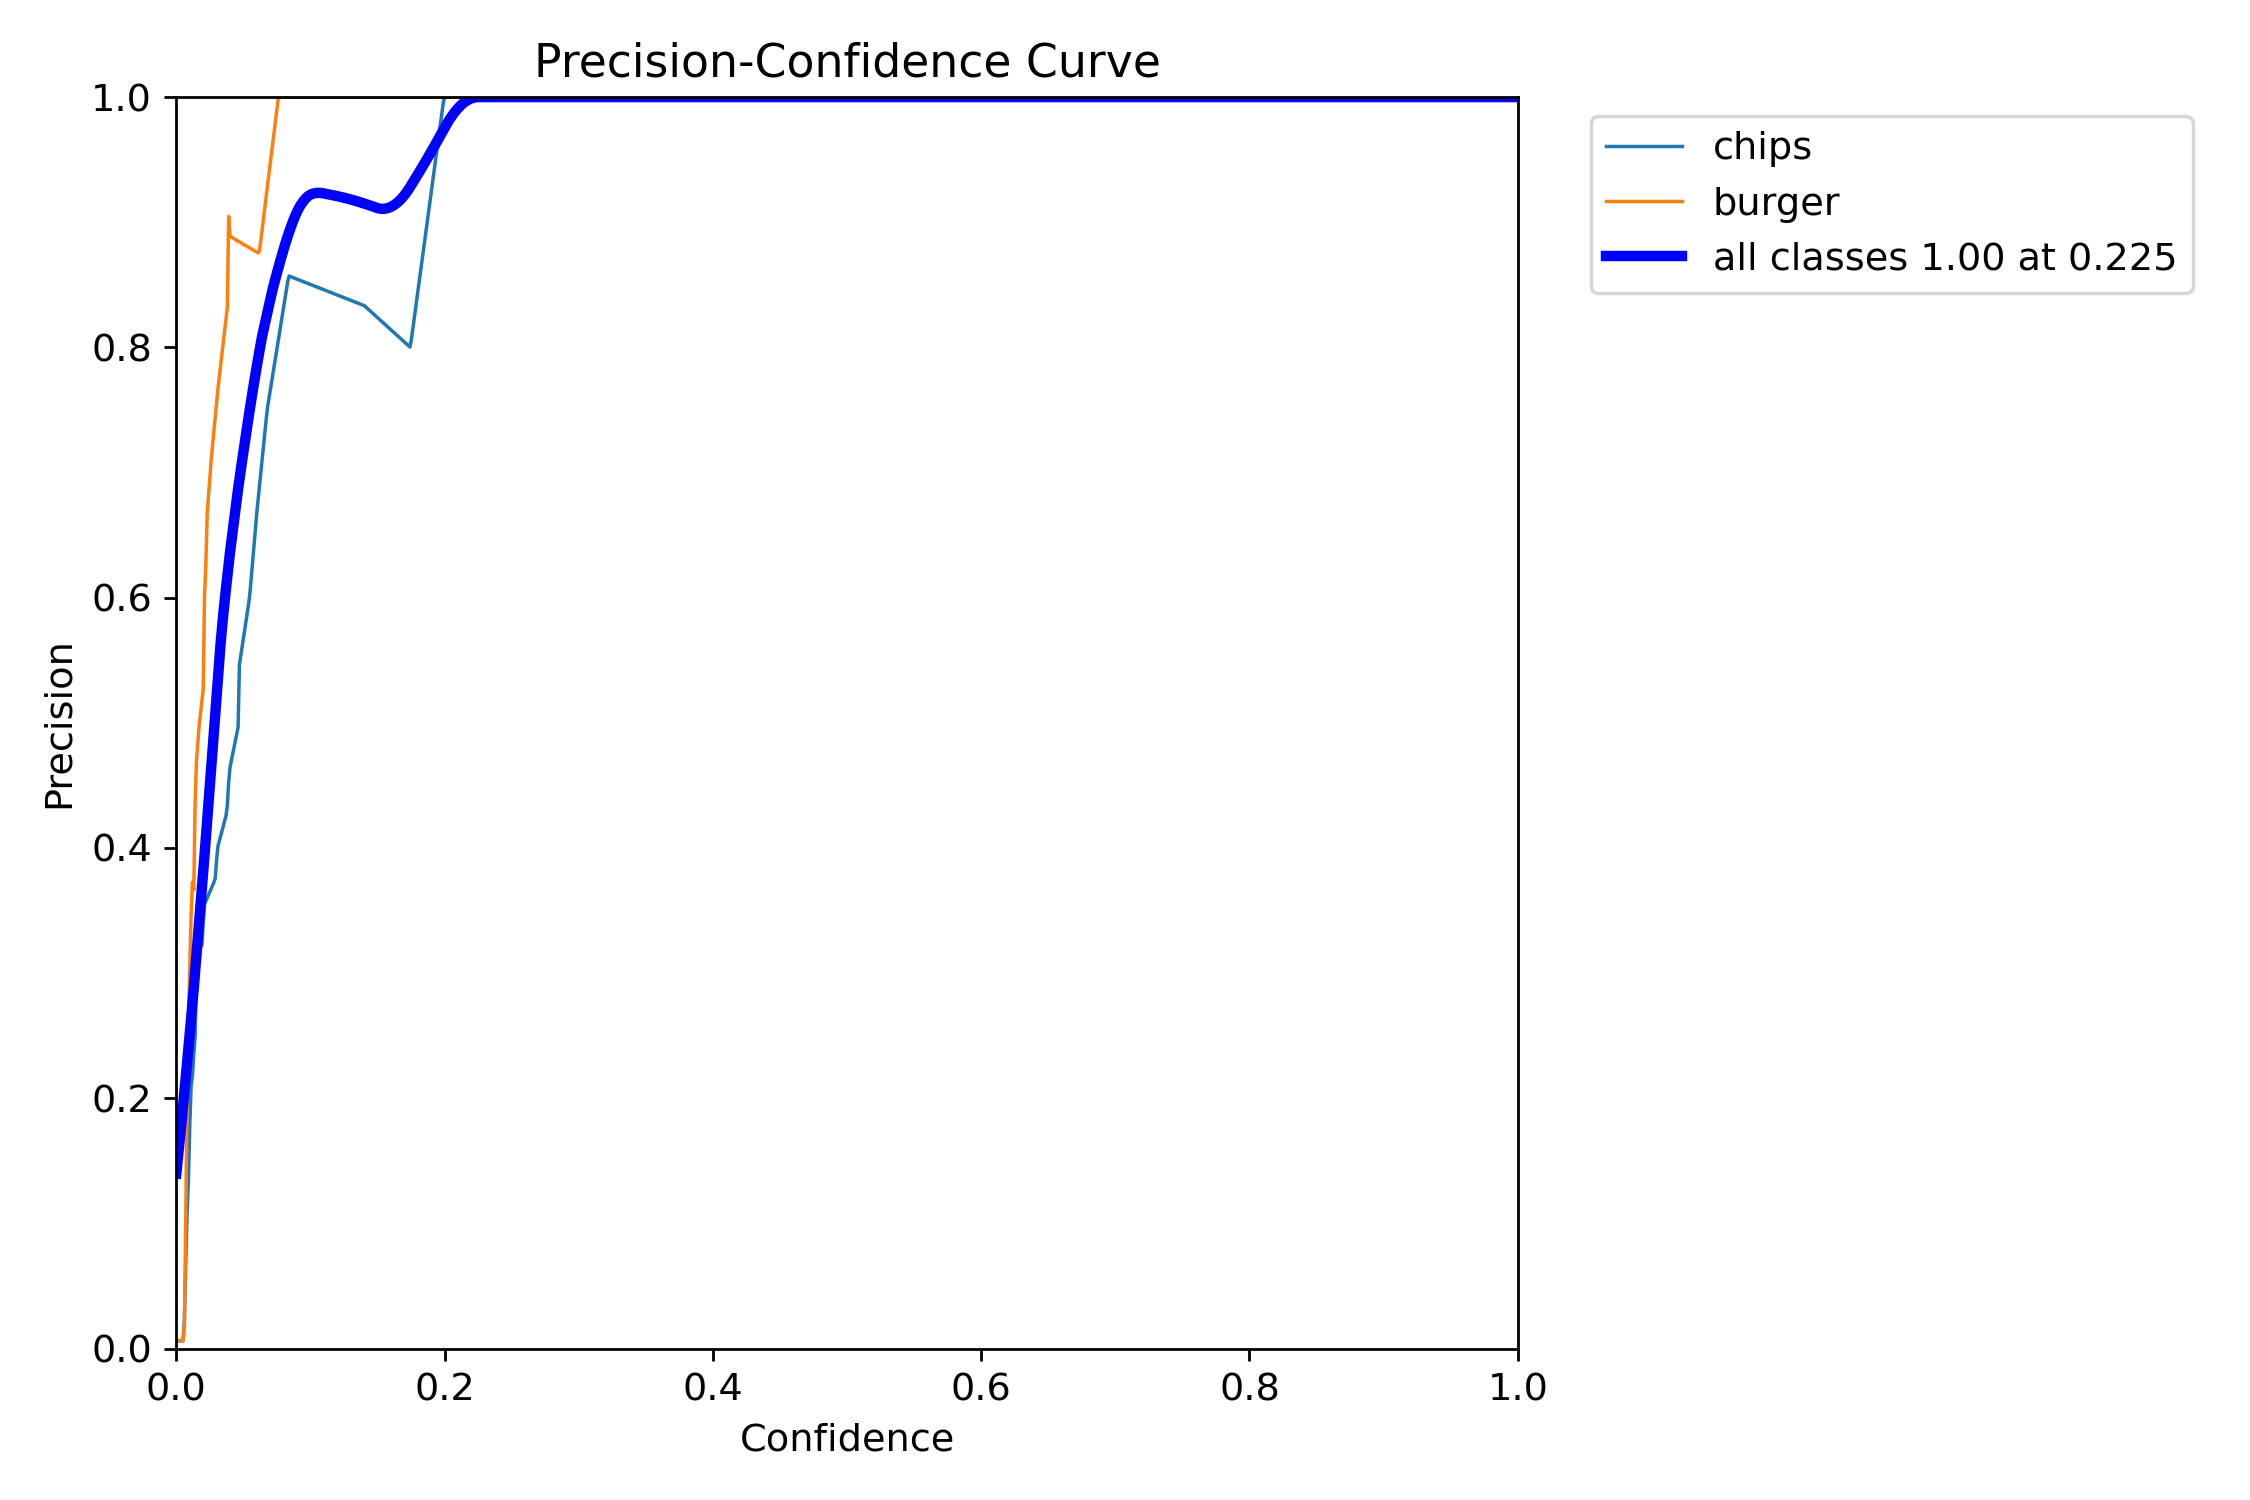 Precision-Confidence Curve
1.0
0.8
0.6
0.4
0.2
0.0
Precision
0.0 0.2 0.4 0.6 0.8 1.0
Confidence
chips
burger
all classes 1.00 at 0.225